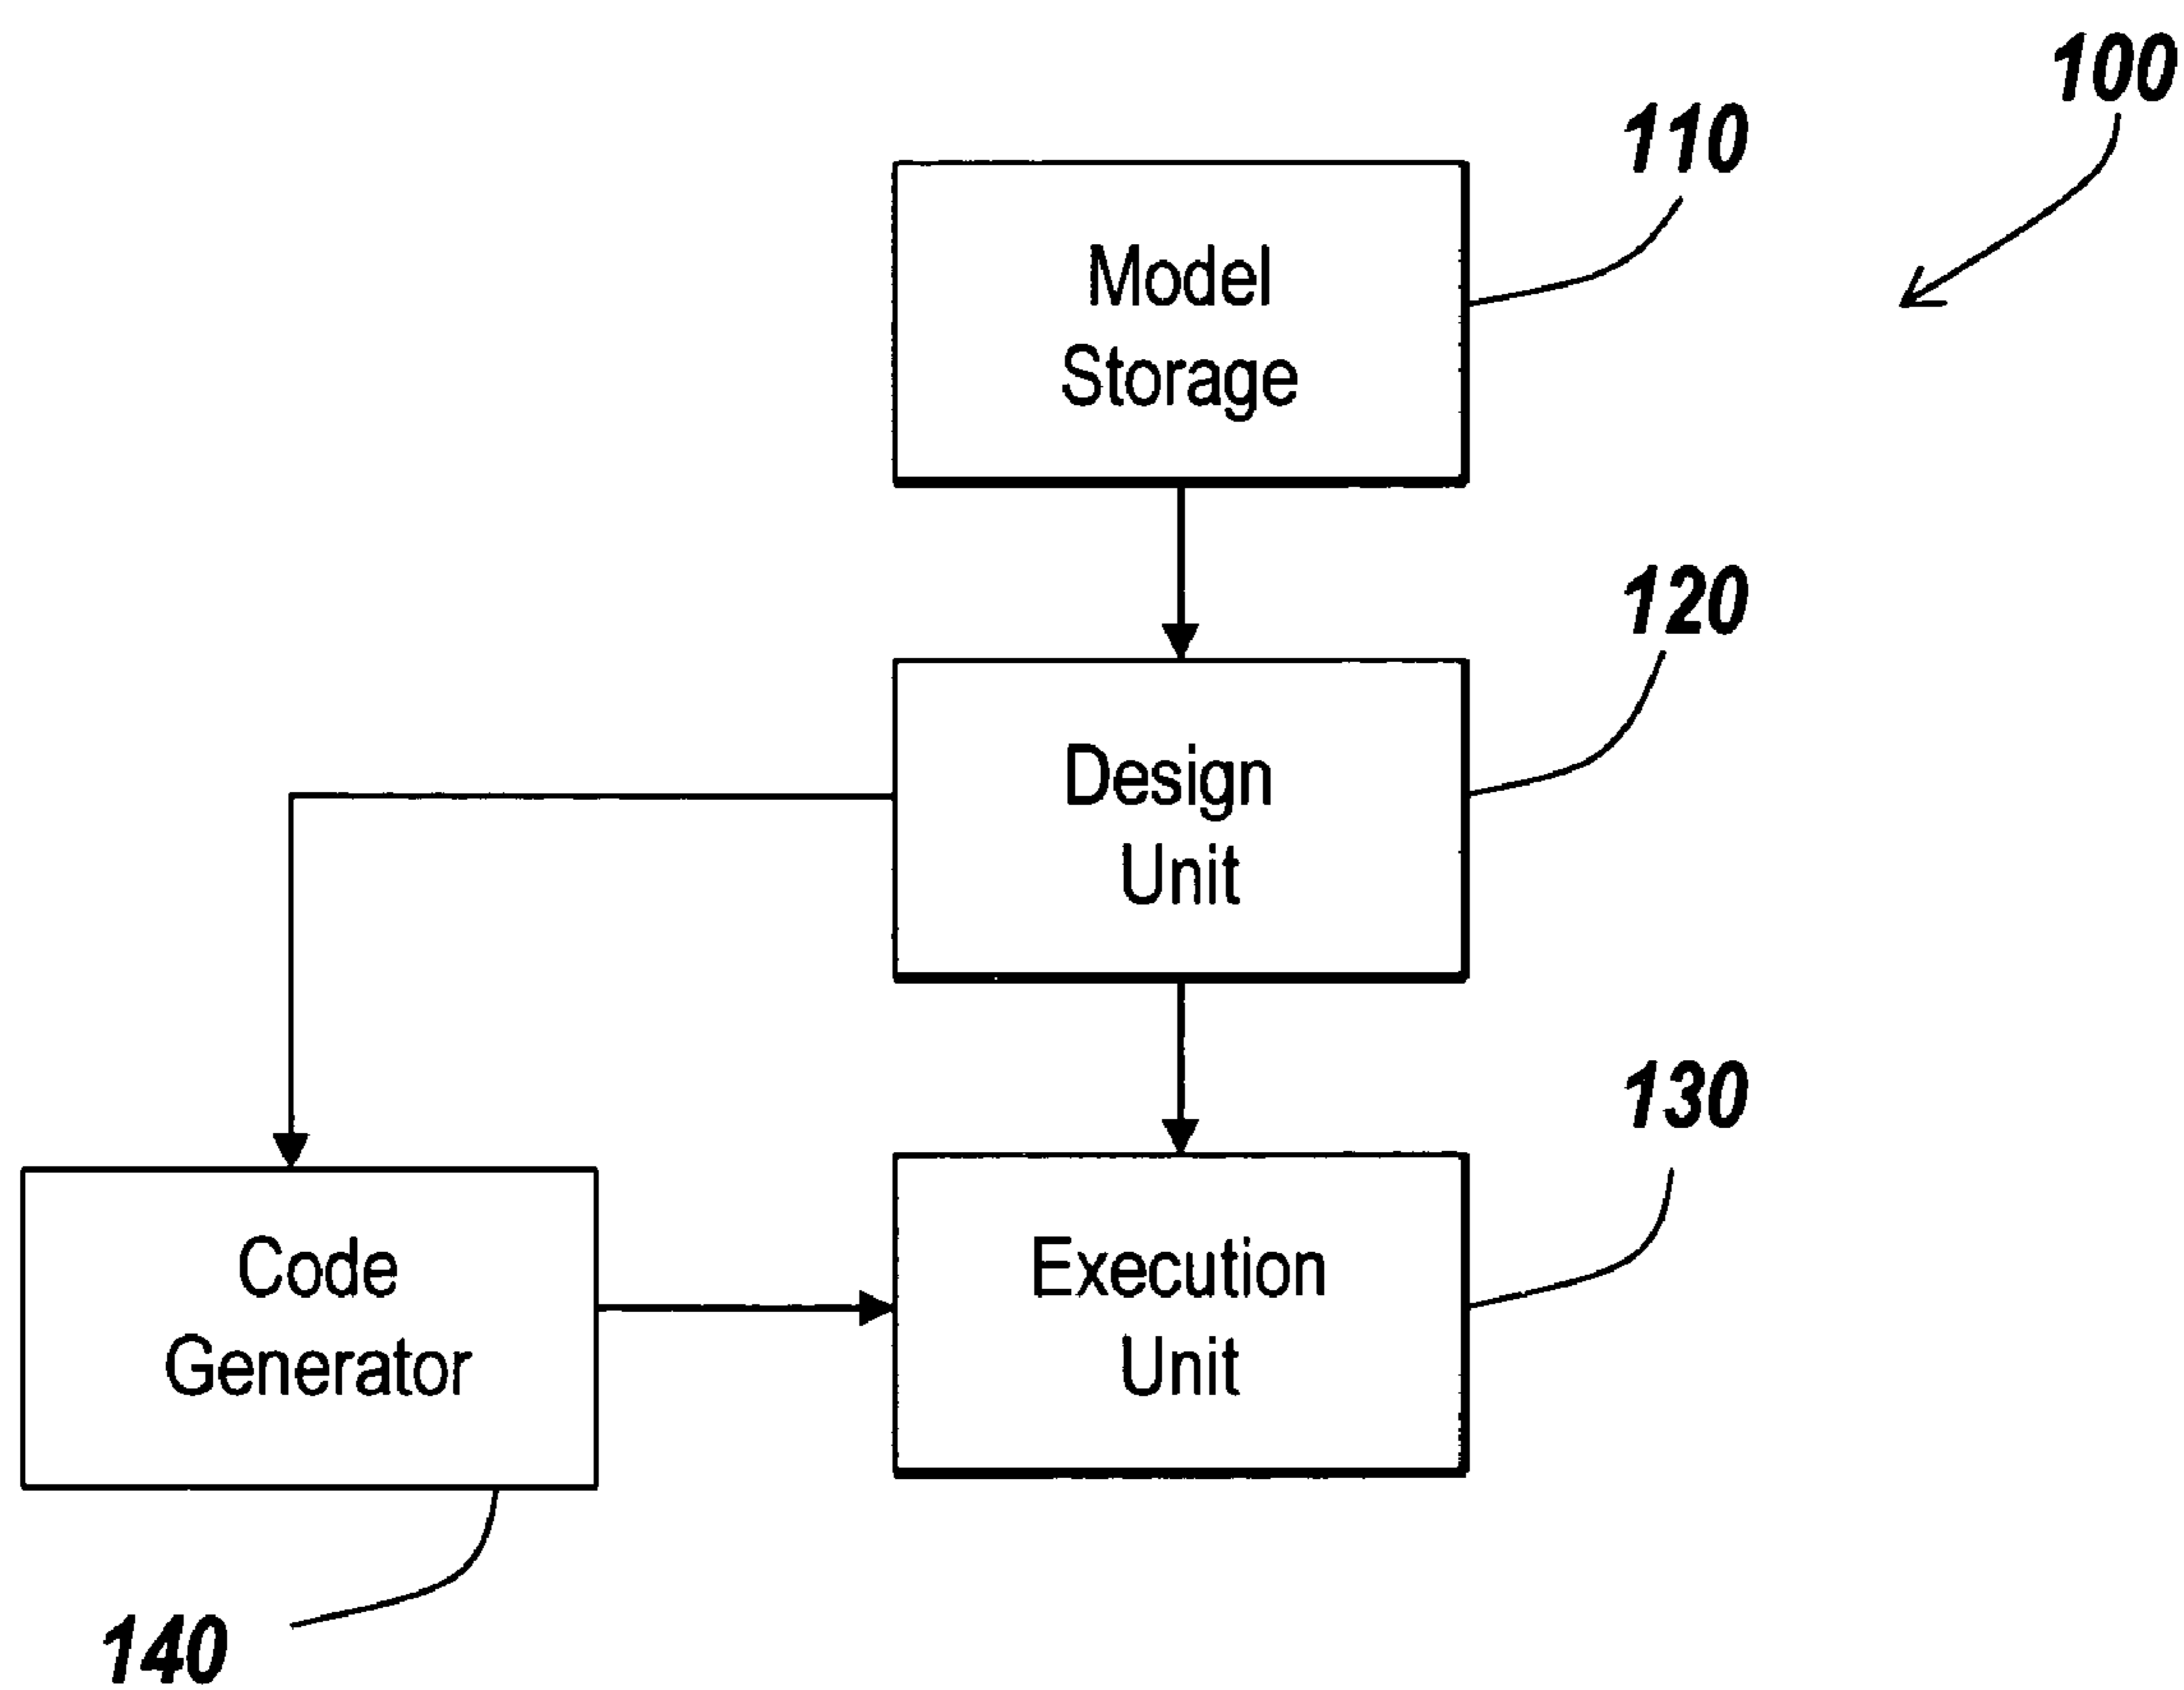 100
110
Model
Storage
120
Design
Unit
130
Code
Generator
Execution
Unit
140